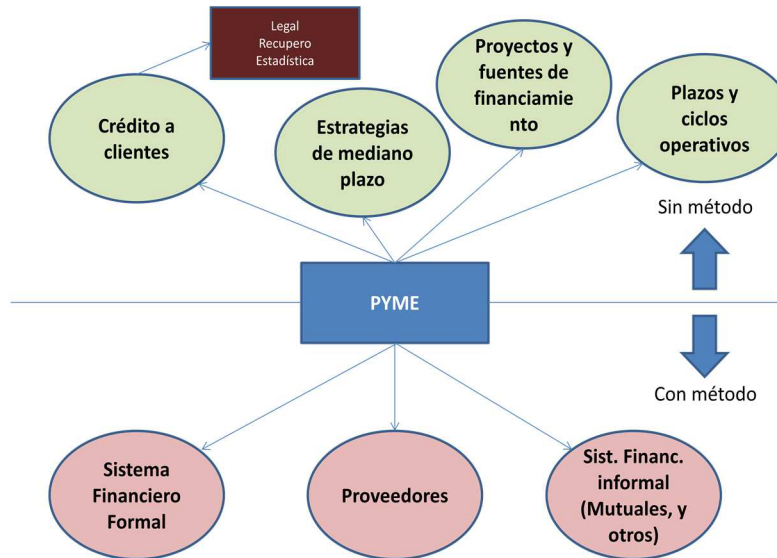 Legal
Recupero
Estadística
Crédito a
clientes
Estrategias
de mediano
plazo
Proyectos y
fuentes de
financiamie
nto
Plazos y
ciclos
operativos
Sin método
PYME
Con método
Sistema
Financiero
Formal
Proveedores
Sist. Financ.
informal
(Mutuales, y
otros)